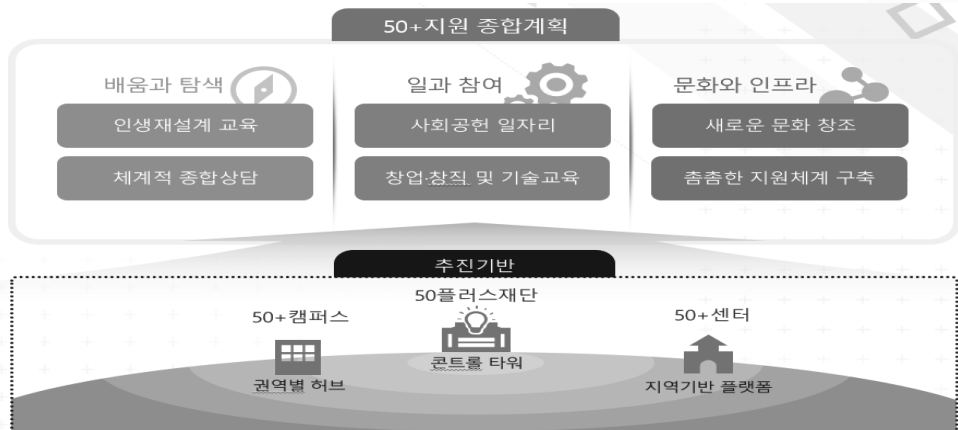 50+지원 종합계획
배움과 탐색
일과 참여
문화와 인프라
인생재설계 교육
사회공헌 일자리
새로운 문화 창조
체계적 종합상담
창업·창직 및 기술교육
촘촘한 지원체계 구축
추진기반
50플러스재단
50+캠퍼스
50+센터
콘트롤 타워
권역별 허브
지역기반 플랫폼